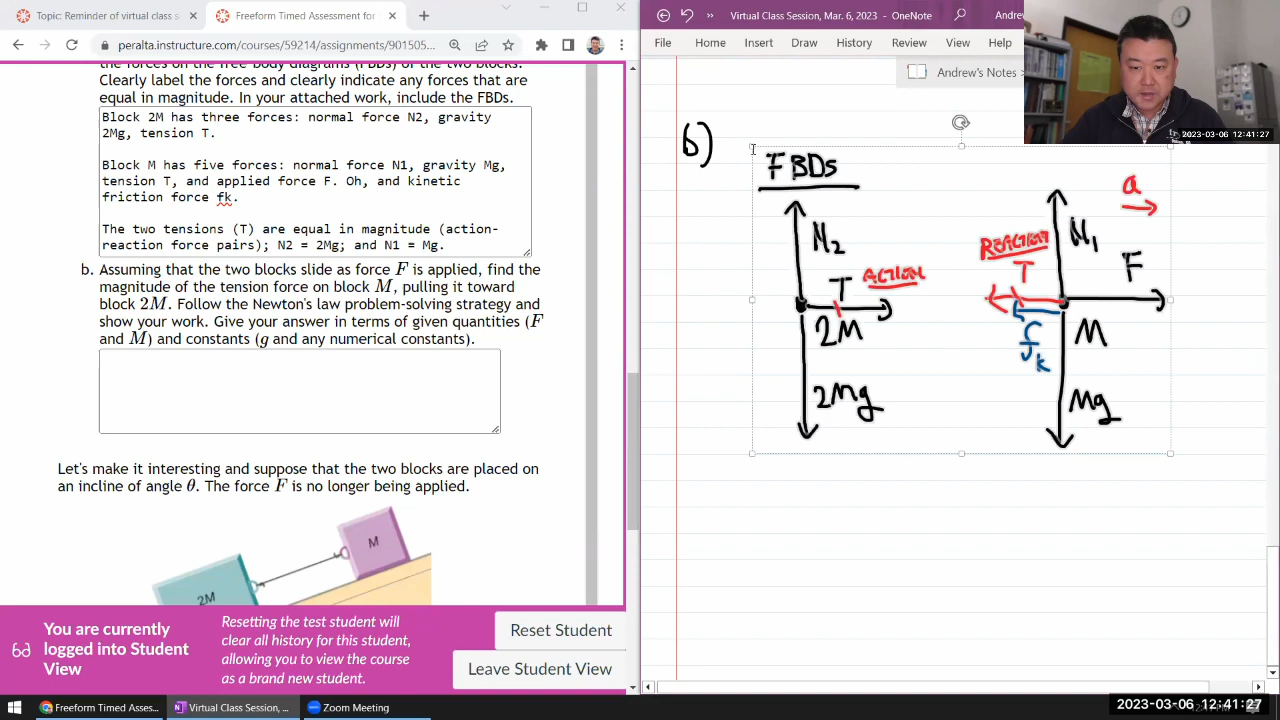 Topic: Reminder of virtual class s
Freeform Timed Assessment for
peralta.instructure.com/courses/59214/assignments/901505...
the forces on the free body diagrams (FBDs) of the two blocks.
Clearly label the forces and clearly indicate any forces that are
equal in magnitude. In your attached work, include the FBDs.
Block 2M has three forces: normal force N2, gravity
2Mg, tension T.
Block M has five forces: normal force N1, gravity Mg,
tension T, and applied force F. Oh, and kinetic
friction force fk.
The two tensions (T) are equal in magnitude (action-
reaction force pairs); N2 = 2Mg; and N1 = Mg.
b. Assuming that the two blocks slide as force F is applied, find the
magnitude of the tension force on block M, pulling it toward
block 2M. Follow the Newton's law problem-solving strategy and
show your work. Give your answer in terms of given quantities (F
and M) and constants (g and any numerical constants).
Let's make it interesting and suppose that the two blocks are placed on
an incline of angle θ. The force F is no longer being applied.
M
2M
You are currently
logged into Student
View
Resetting the test student will
clear all history for this student,
allowing you to view the course
as a brand new student.
Reset Student
Leave Student View
Virtual Class Session, Mar. 6, 2023 - OneNote
Andre
File
Home
Insert
Draw
History
Review
View
Help
Andrew's Notes >
2023-03-06 12:41:27
b)
FBDs
N2
T
ACTION
2M
2Mg
a
REACTION
T
N1
F
fk
M
Mg
Freeform Timed Asses...
Virtual Class Session, ...
Zoom Meeting
2023-03-06 12:41:27